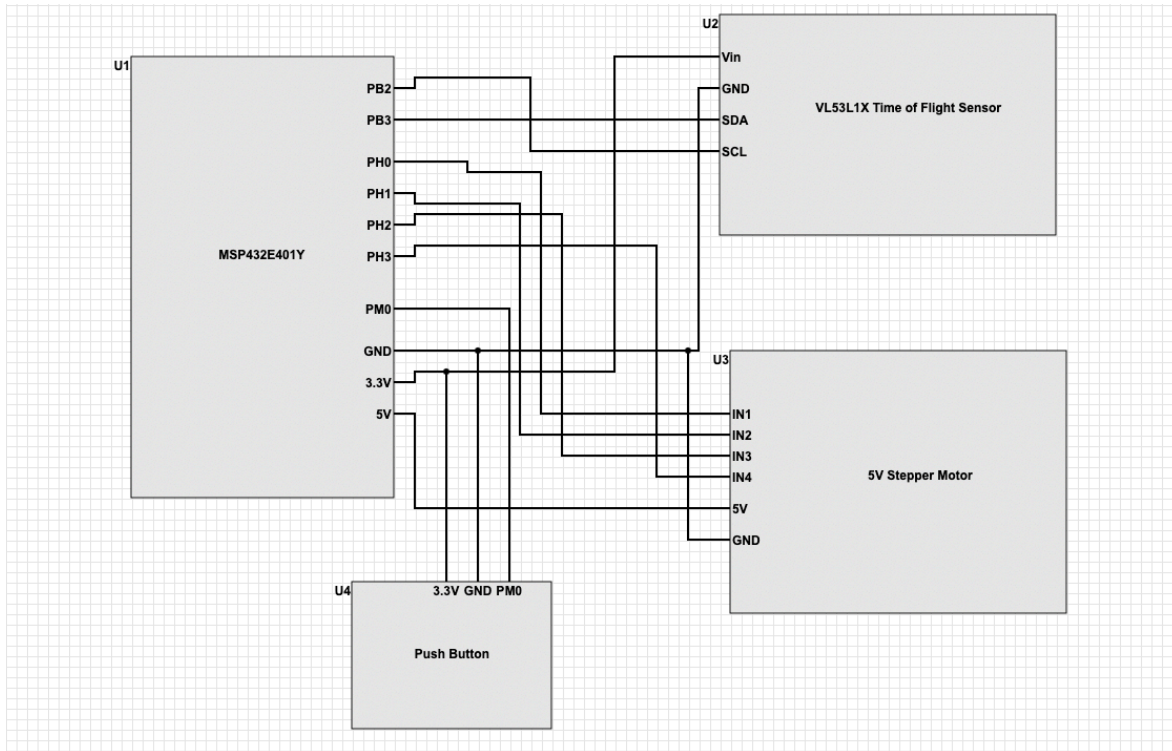 U1
PB2
PB3
PH0
PH1
PH2
PH3
PM0
GND
3.3V
5V
MSP432E401Y
U2
Vin
GND
SDA
SCL
VL53L1X Time of Flight Sensor
U3
IN1
IN2
IN3
IN4
5V
GND
5V Stepper Motor
U4
3.3V GND PM0
Push Button